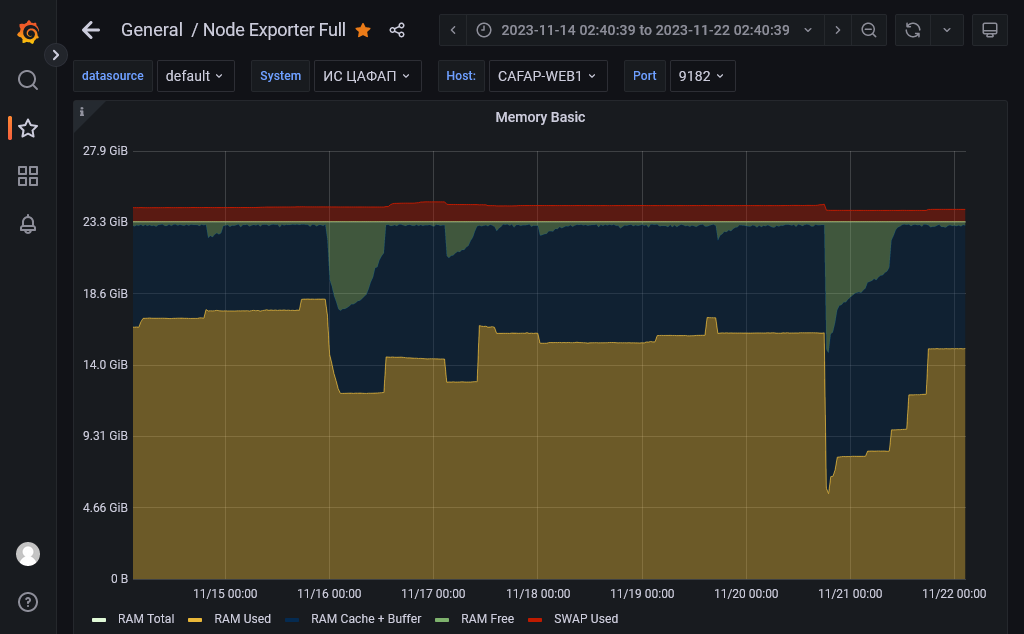 General / Node Exporter Full
2023-11-14 02:40:39 to 2023-11-22 02:40:39
datasource default System ИС ЦАФАП Host: CAFAP-WEB1 Port 9182
i
Memory Basic
27.9 GiB
23.3 GiB
18.6 GiB
14.0 GiB
9.31 GiB
4.66 GiB
0 B
11/15 00:00 11/16 00:00 11/17 00:00 11/18 00:00 11/19 00:00 11/20 00:00 11/21 00:00 11/22 00:00
RAM Total RAM Used RAM Cache + Buffer RAM Free SWAP Used
?